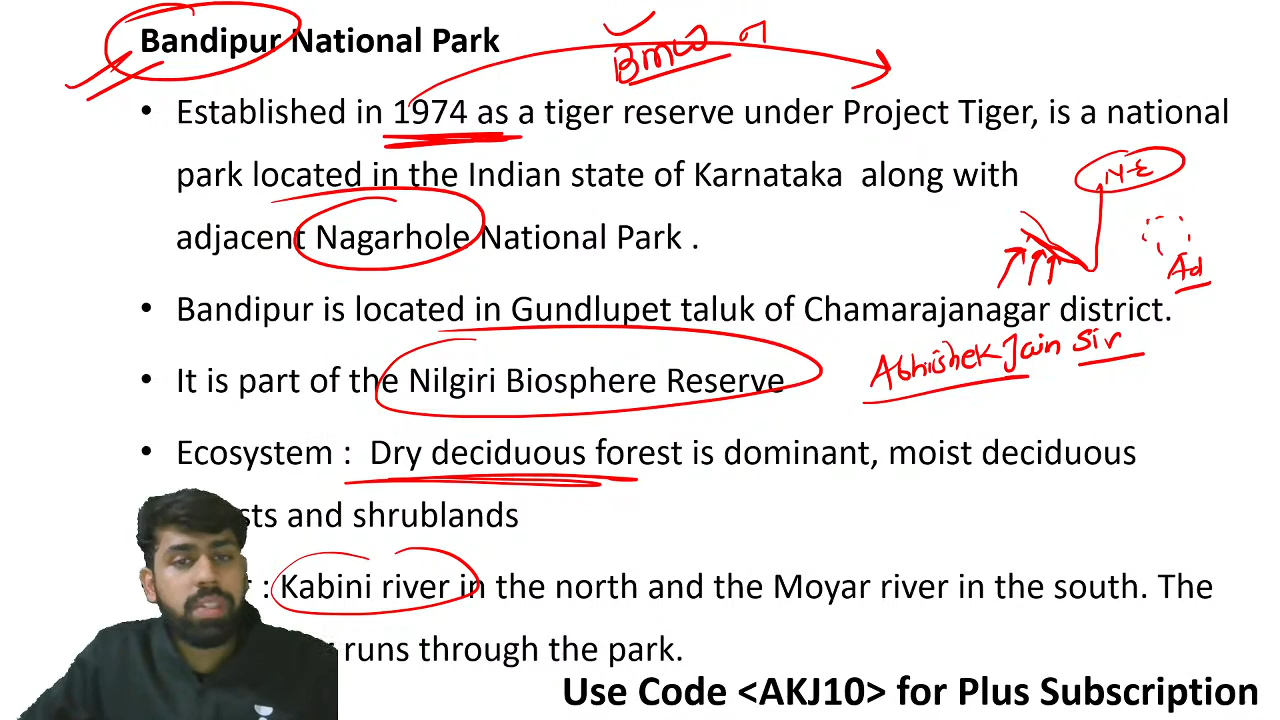 Bandipur National Park
Bmw
• Established in 1974 as a tiger reserve under Project Tiger, is a national
park located in the Indian state of Karnataka along with
N-E
adjacent Nagarhole National Park .
Ad
• Bandipur is located in Gundlupet taluk of Chamarajanagar district.
Abhishek Jain Sir
• It is part of the Nilgiri Biosphere Reserve
• Ecosystem : Dry deciduous forest is dominant, moist deciduous
and shrublands
: Kabini river in the north and the Moyar river in the south. The
runs through the park.
Use Code <AKJ10> for Plus Subscription